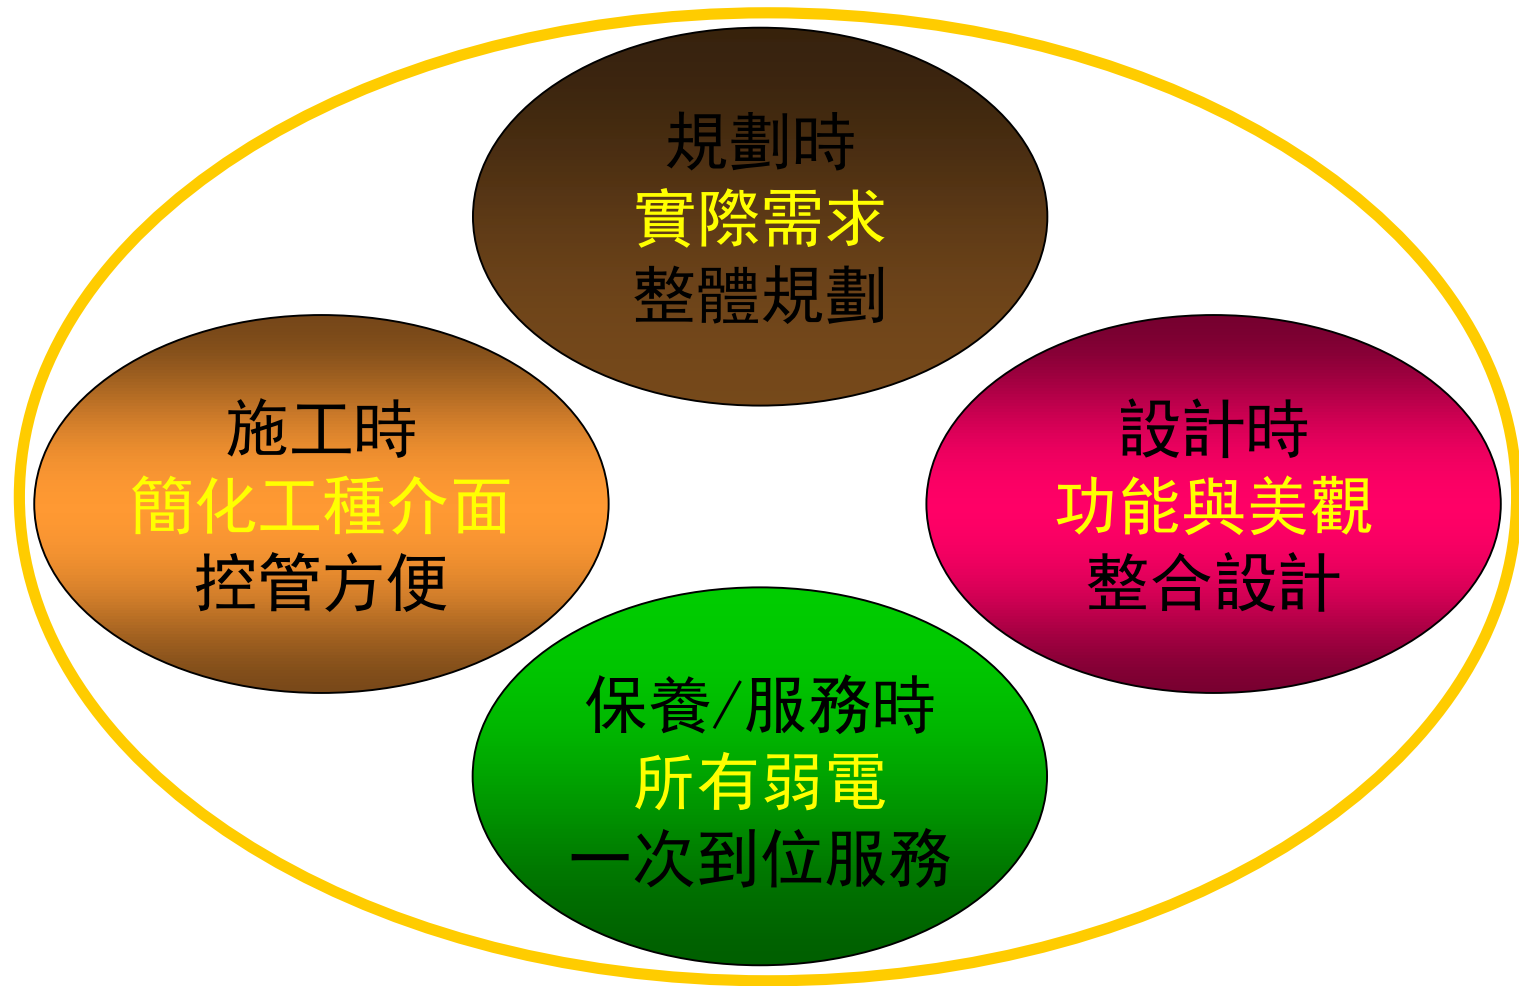 規劃時
實際需求
整體規劃
施工時
簡化工種介面
控管方便
設計時
功能與美觀
整合設計
保養/服務時
所有弱電
一次到位服務